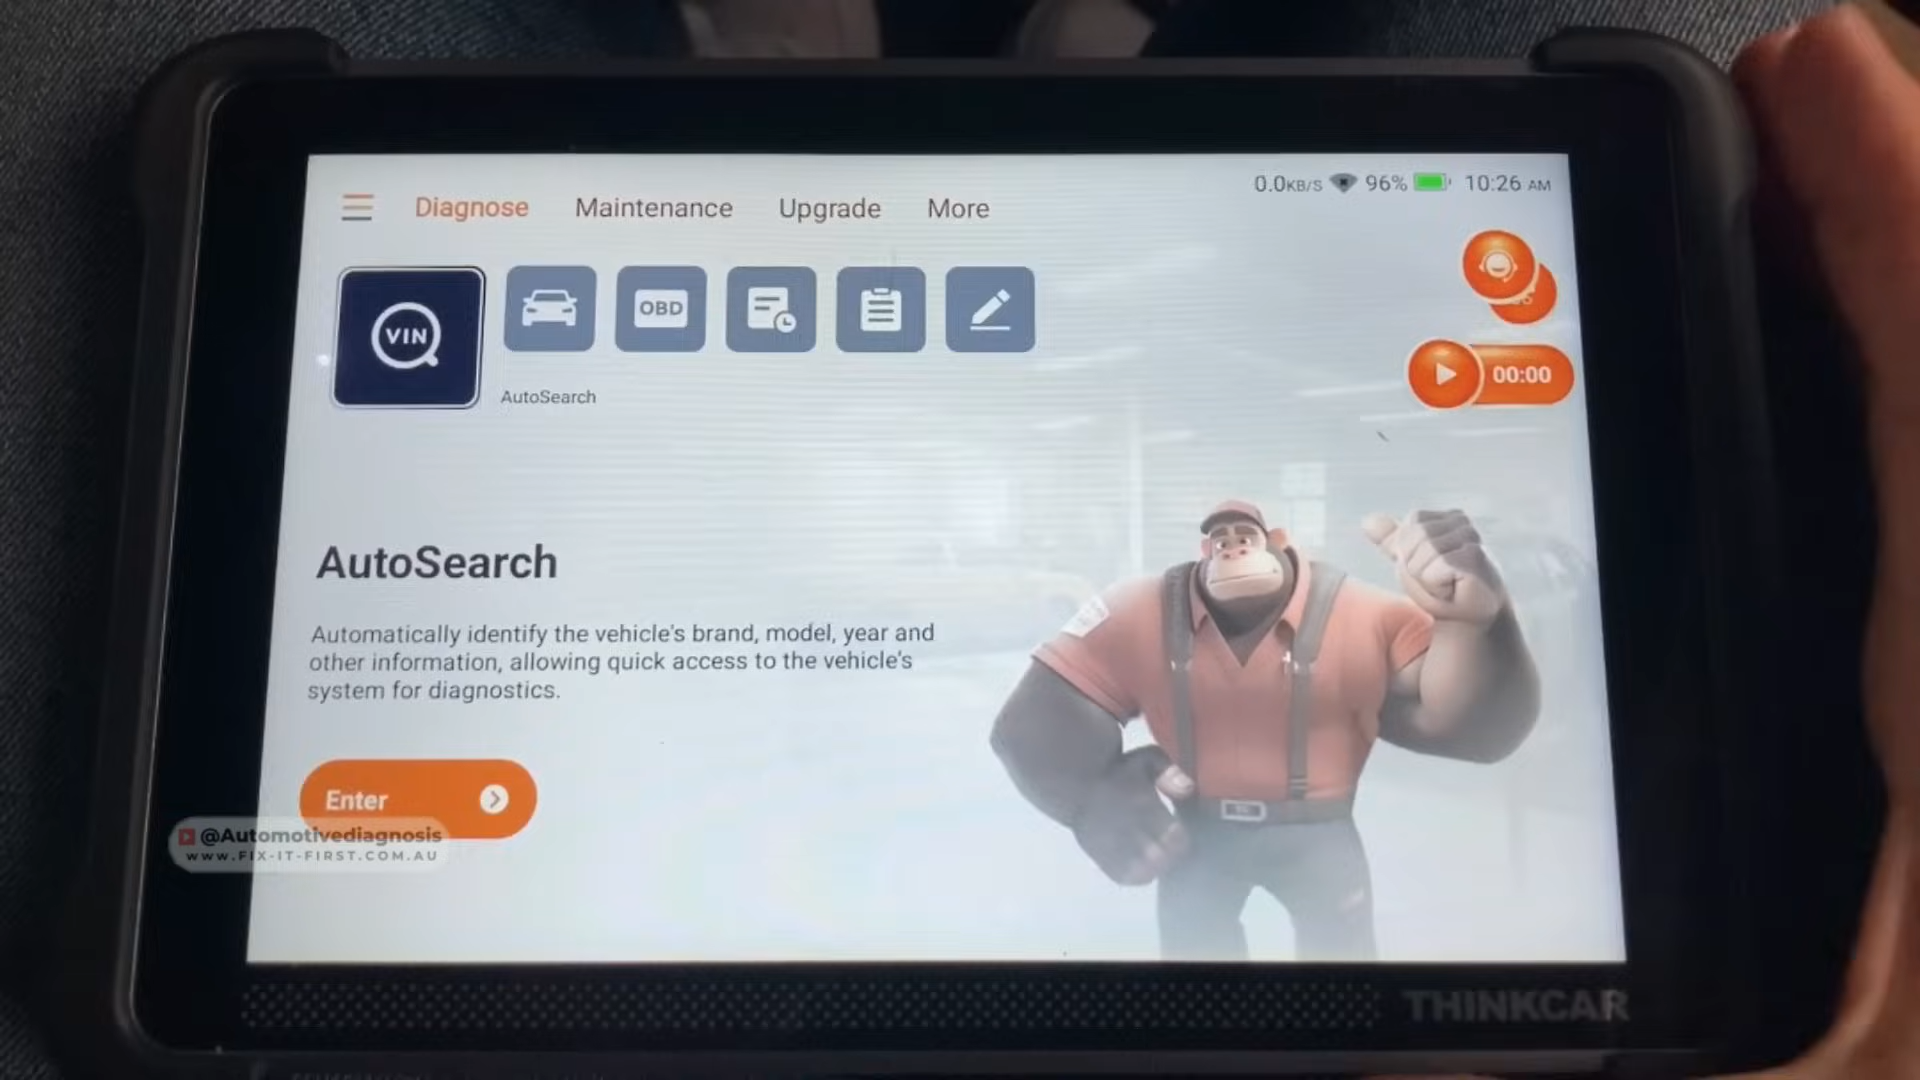 0.0KB/S 96% 10:26 AM
Diagnose Maintenance Upgrade More
VIN
OBD
00:00
AutoSearch
AutoSearch
Automatically identify the vehicle's brand, model, year and
other information, allowing quick access to the vehicle's
system for diagnostics.
Enter
@Automotivediagnosis
WWW.FIX-IT-FIRST.COM.AU
THINKCAR